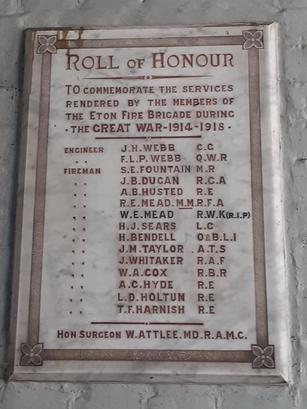 ROLL OF HONOUR
TO COMMEMORATE THE SERVICES
RENDERED BY THE MEMBERS OF
THE ETON FIRE BRIGADE DURING
·THE GREAT WAR-1914-1918·
ENGINEER J.H.WEBB C.G
" " F.L.P.WEBB Q.W.R
FIREMAN S.E.FOUNTAIN M.R
" " J.B.DUGAN R.G.A
" " A.B.HUSTED R.E
" " R.E.MEAD.M.M.R.F.A
" " W.E.MEAD R.W.K(R.I.P)
" " H.J.SEARS L.C
" " H.BENDELL O&B.L.I
" " J.M.TAYLOR A.T.S
" " J.WHITAKER R.A.F
" " W.A.COX R.B.R
" " A.C.HYDE R.E
" " L.D.HOLTUN R.E
" " T.F.HARNISH R.E
HON SURGEON W.ATTLEE.MD.R.A.M.C.